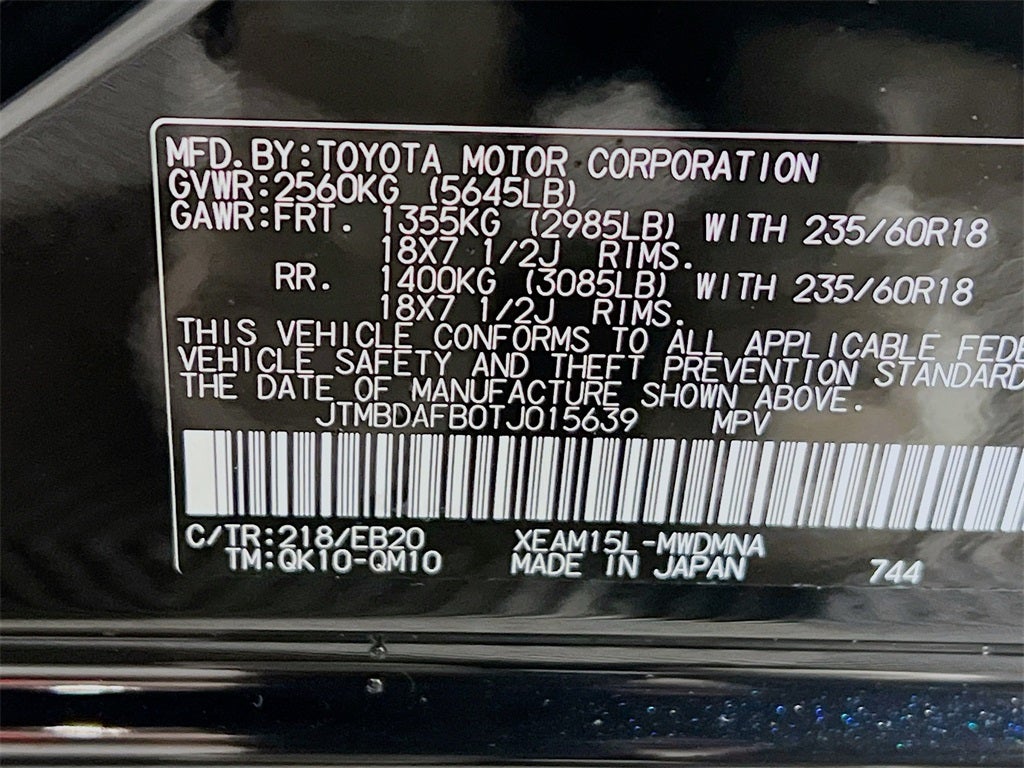 MFD.BY:TOYOTA MOTOR CORPORATION
GVWR:2560KG (5645LB)
GAWR:FRT. 1355KG (2985LB) WITH 235/60R18
18X7 1/2J RIMS.
RR. 1400KG (3085LB) WITH 235/60R18
18X7 1/2J RIMS.
THIS VEHICLE CONFORMS TO ALL APPLICABLE FEDE
VEHICLE SAFETY AND THEFT PREVENTION STANDARD
THE DATE OF MANUFACTURE SHOWN ABOVE.
JTMBDAFB0TJ015639 MPV
C/TR:218/EB20 XEAM15L-MWDMNA
TM:QK10-QM10 MADE IN JAPAN 744